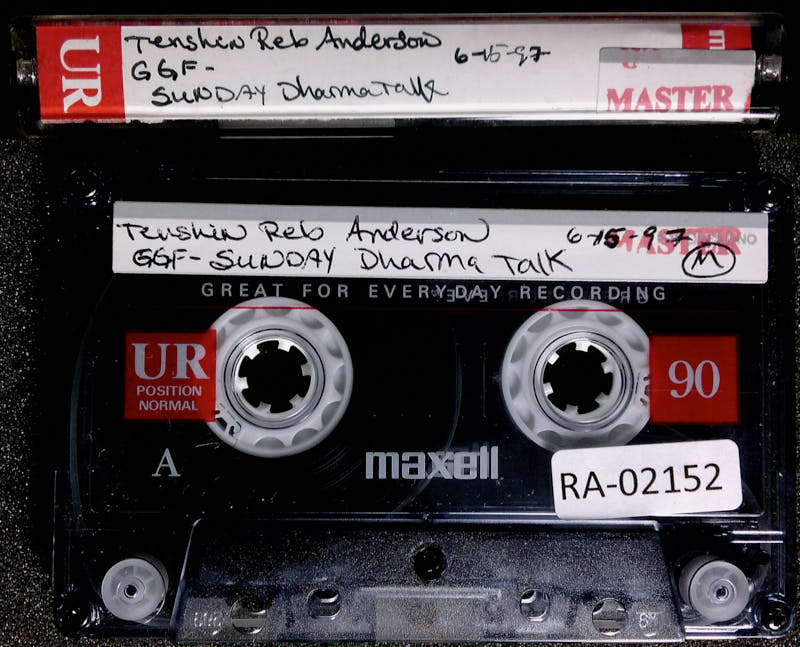 UR
Tenshin Reb Anderson 6-15-97
GGF-
SUNDAY Dharma Talk
MASTER
Tenshin Reb Anderson 6-15-97
MASTER
GGF-SUNDAY Dharma Talk M
GREAT FOR EVERYDAY RECORDING
UR
POSITION
NORMAL
90
A
maxell
RA-02152